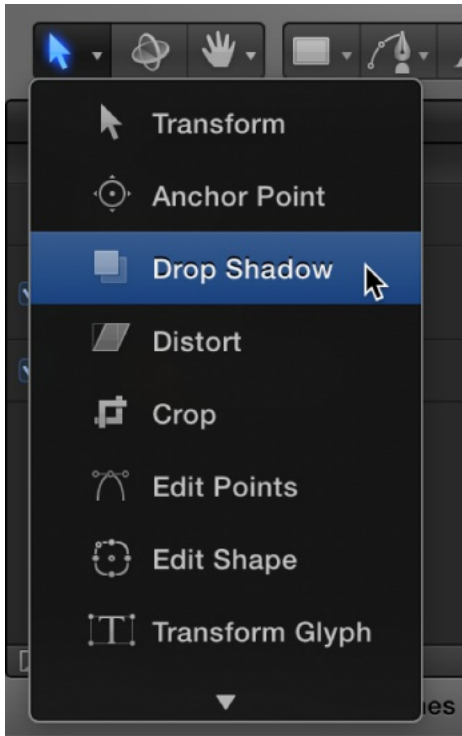 Transform
Anchor Point
Drop Shadow
Distort
Crop
Edit Points
Edit Shape
Transform Glyph